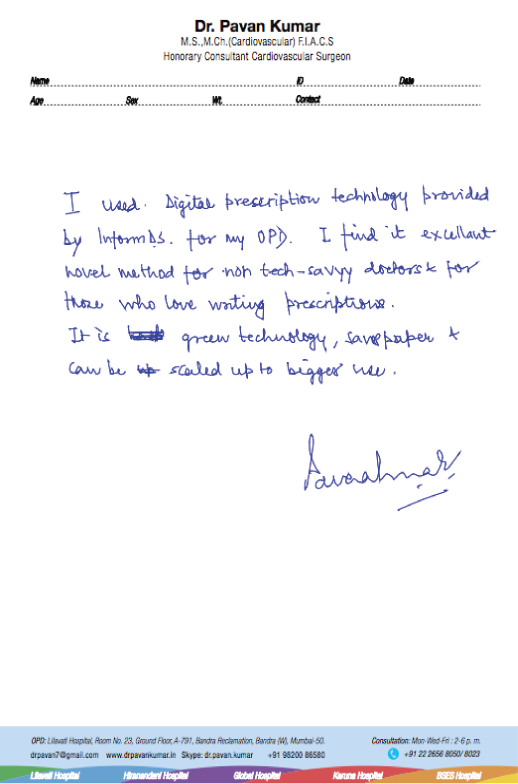 Dr. Pavan Kumar
M.S.,M.Ch.(Cardiovascular) F.I.A.C.S
Honorary Consultant Cardiovascular Surgeon
Name ID Date
Age Sex Wt. Contact
I used. Digital prescription technology provided
by InformDS. for my OPD. I find it excellant
novel method for non tech-savyy doctors & for
those who love writing prescriptions.
It is green technology, saves paper &
can be scaled up to bigger use.
OPD: Lilavati Hospital, Room No. 23, Ground Floor, A-791, Bandra Reclamation, Bandra (W), Mumbai-50. Consultation: Mon-Wed-Fri : 2-6 p. m.
drpavan7@gmail.com www.drpavankumar.in Skype: dr.pavan.kumar +91 98200 86580 +91 22 2656 8050/ 8023
Lilavati Hospital Hiranandani Hospital Global Hospital Karuna Hospital BSES Hospital